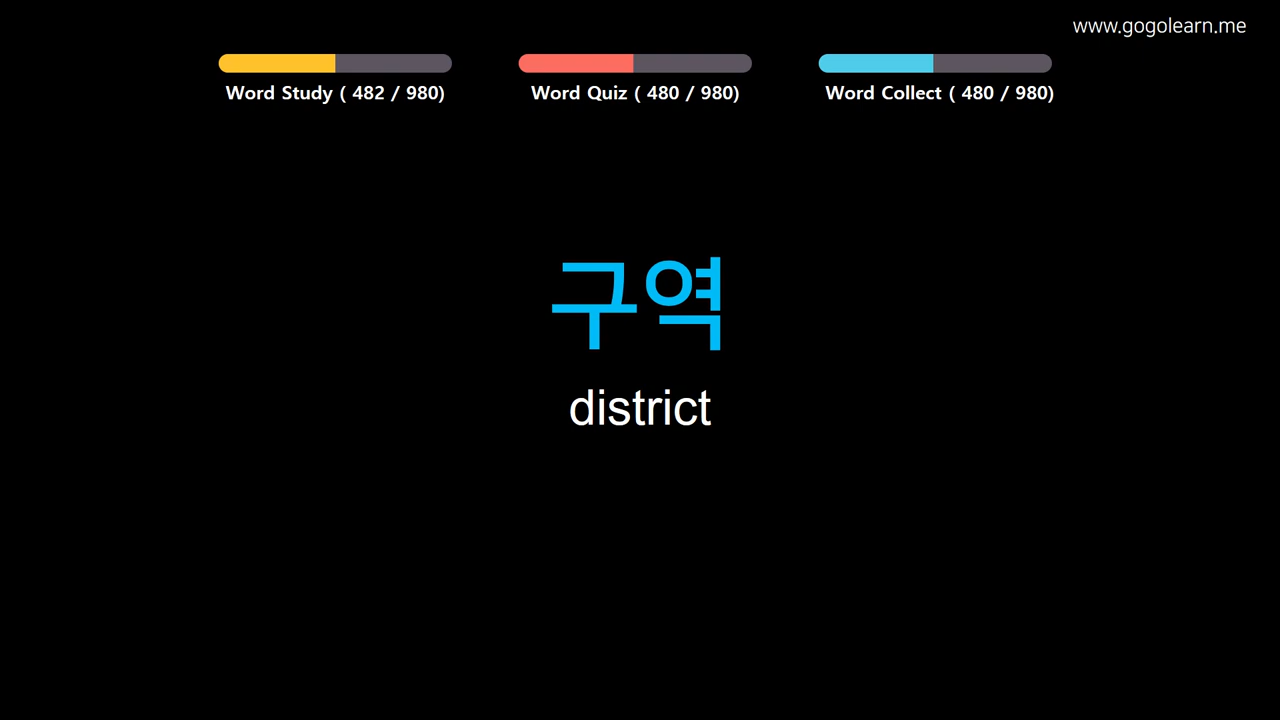 www.gogolearn.me
Word Study ( 482 / 980)
Word Quiz ( 480 / 980)
Word Collect ( 480 / 980)
구역
district